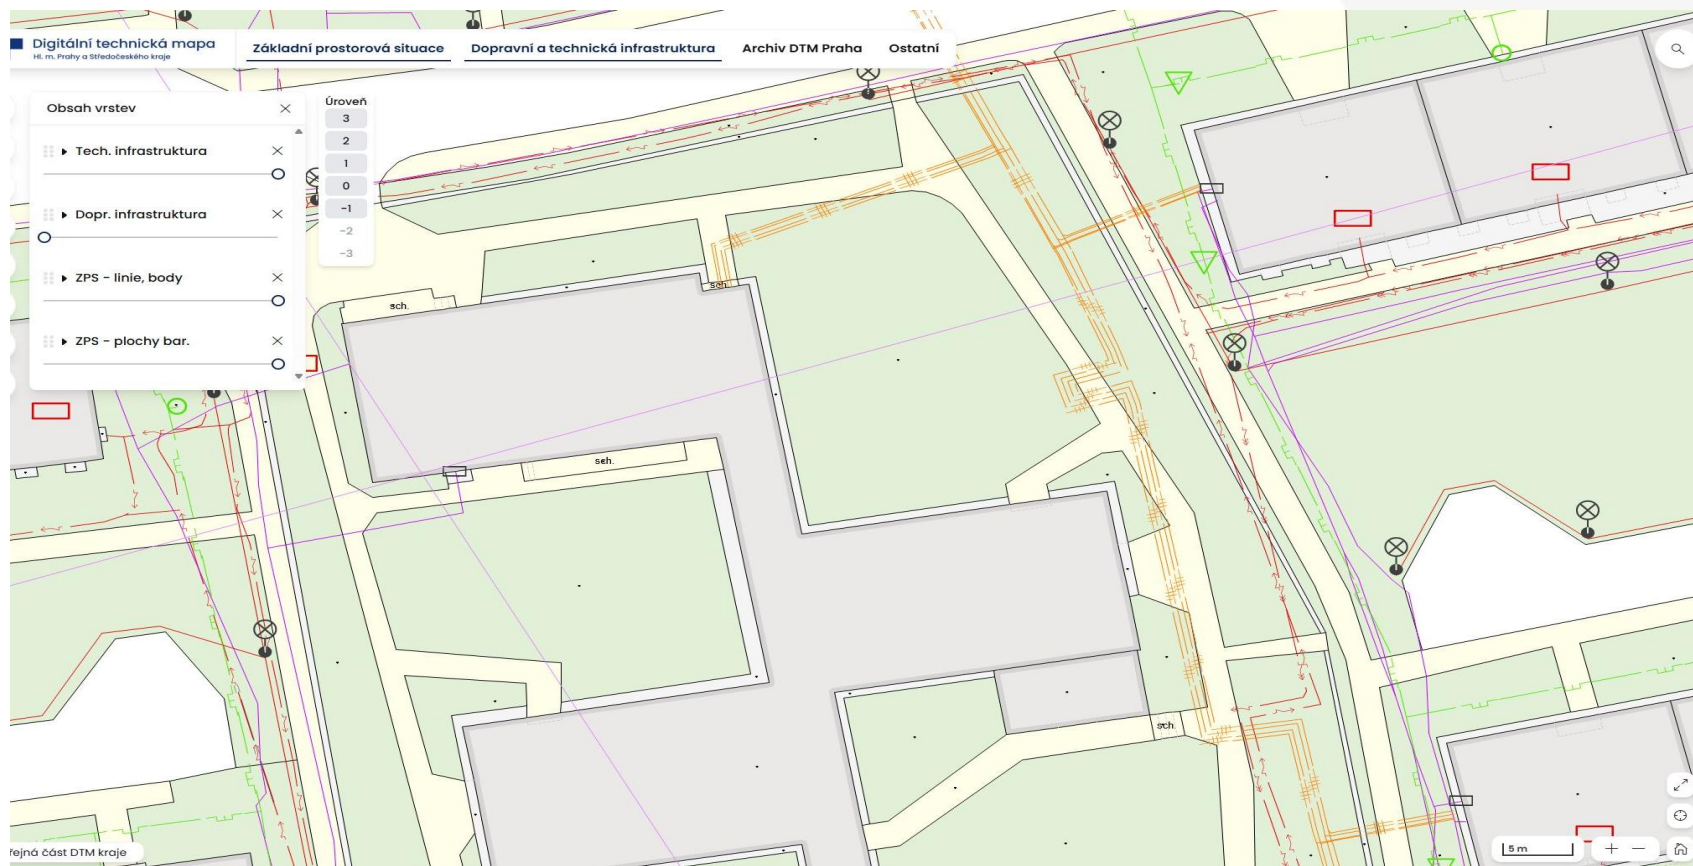 Digitální technická mapa
Hl. m. Prahy a Středočeského kraje
Základní prostorová situace
Dopravní a technická infrastruktura
Archiv DTM Praha
Ostatní
Obsah vrstev
Tech. infrastruktura
Dopr. infrastruktura
ZPS - linie, body
ZPS - plochy bar.
Úroveň
3
2
1
0
-1
-2
-3
sch.
sch.
sch.
sch.
řejná část DTM kraje
5 m